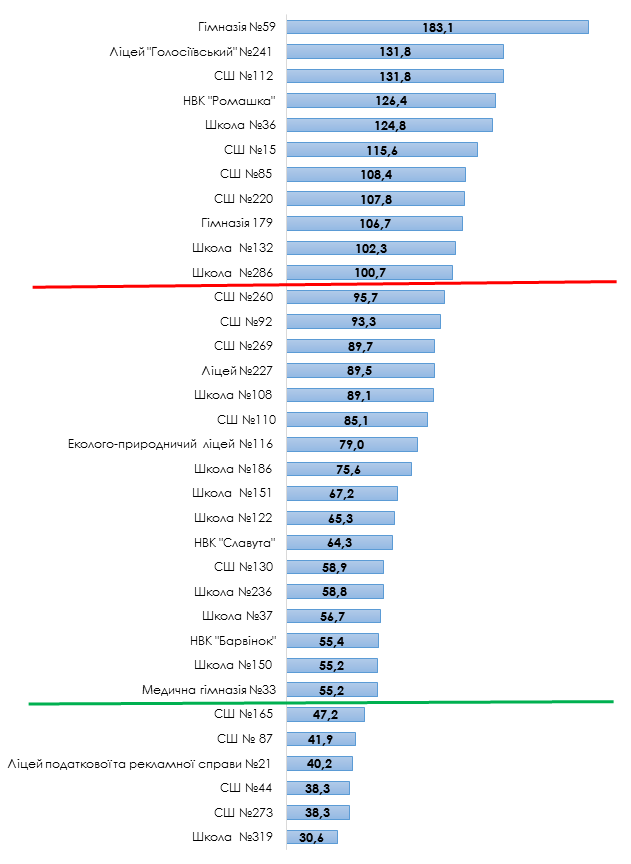 Гімназія №59 183,1
Ліцей "Голосіївський" №241 131,8
СШ №112 131,8
НВК "Ромашка" 126,4
Школа №36 124,8
СШ №15 115,6
СШ №85 108,4
СШ №220 107,8
Гімназія 179 106,7
Школа №132 102,3
Школа №286 100,7
СШ №260 95,7
СШ №92 93,3
СШ №269 89,7
Ліцей №227 89,5
Школа №108 89,1
СШ №110 85,1
Еколого-природничий ліцей №116 79,0
Школа №186 75,6
Школа №151 67,2
Школа №122 65,3
НВК "Славута" 64,3
СШ №130 58,9
Школа №236 58,8
Школа №37 56,7
НВК "Барвінок" 55,4
Школа №150 55,2
Медична гімназія №33 55,2
СШ №165 47,2
СШ № 87 41,9
Ліцей податкової та рекламної справи №21 40,2
СШ №44 38,3
СШ №273 38,3
Школа №319 30,6